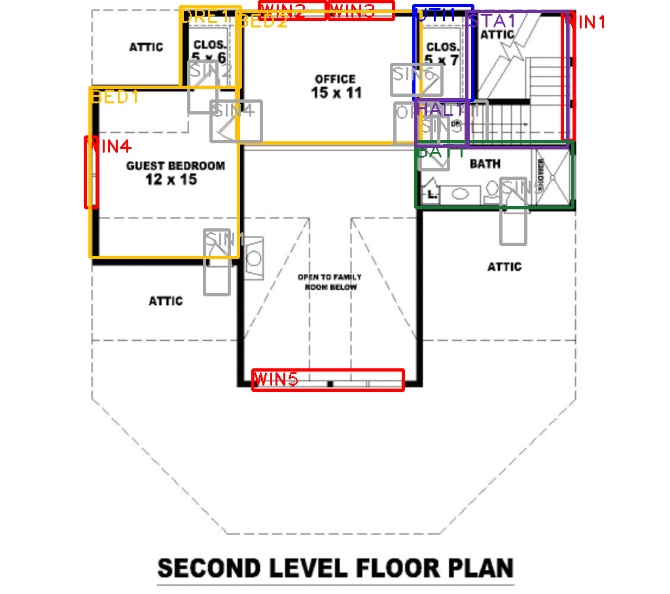 WIN2 WIN3
DRE1 BED2 UTI1 STA1 WIN1
ATTIC
CLOS.
5 x 6
OFFICE
15 x 11
CLOS.
5 x 7
ATTIC
SIN2
SIN6
BED1
SIN4
HAL1
SIN5
WIN4
GUEST BEDROOM
12 x 15
BAT1
BATH
SHOWER
L.
SIN1
ATTIC
OPEN TO FAMILY
ROOM BELOW
ATTIC
WIN5
SECOND LEVEL FLOOR PLAN